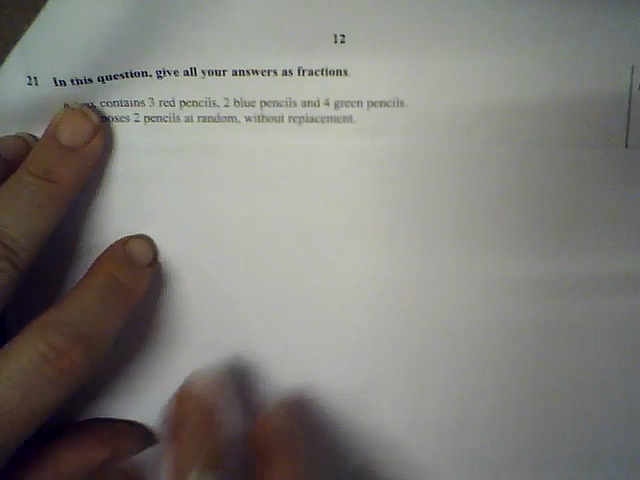 12
21 In this question, give all your answers as fractions.
contains 3 red pencils, 2 blue pencils and 4 green pencils.
2 pencils at random, without replacement.